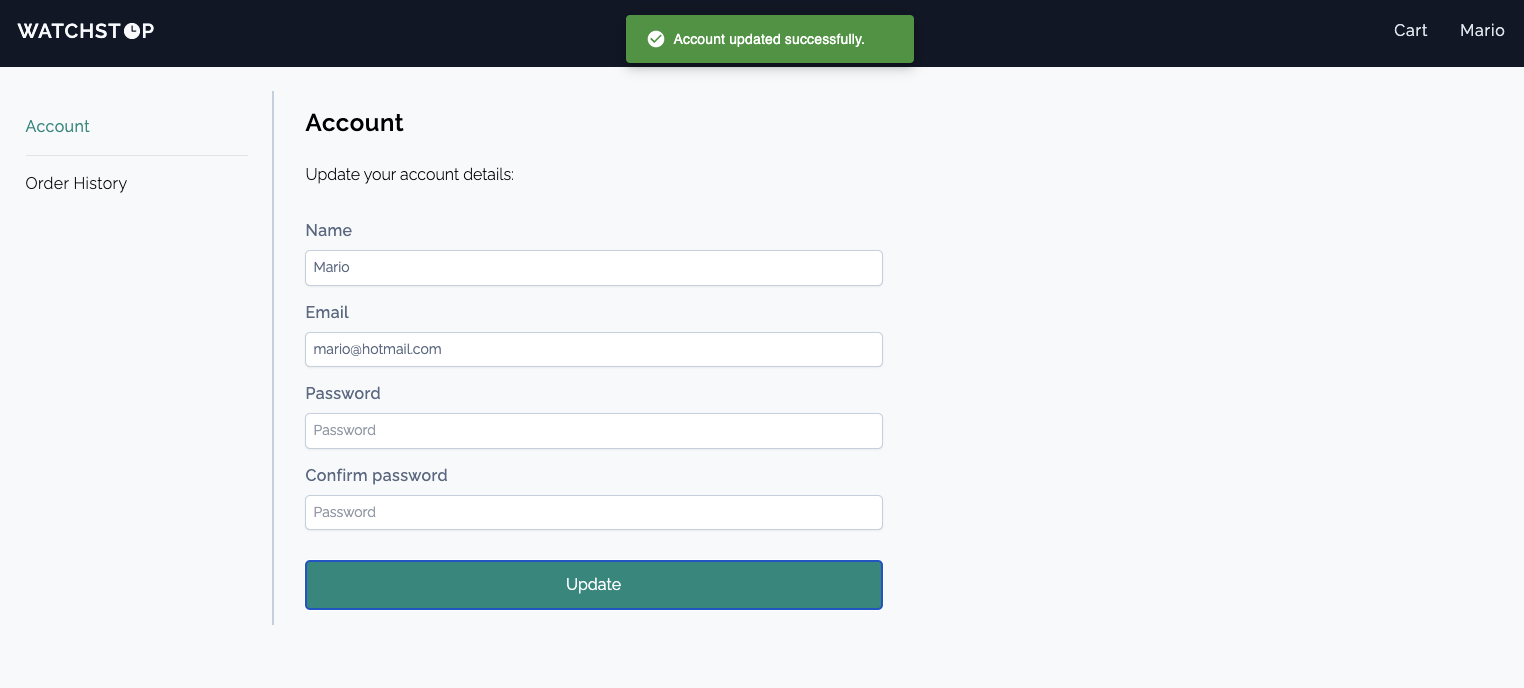 WATCHSTOP
Account updated successfully.
Cart
Mario
Account
Order History
Account
Update your account details:
Name
Mario
Email
mario@hotmail.com
Password
Password
Confirm password
Password
Update